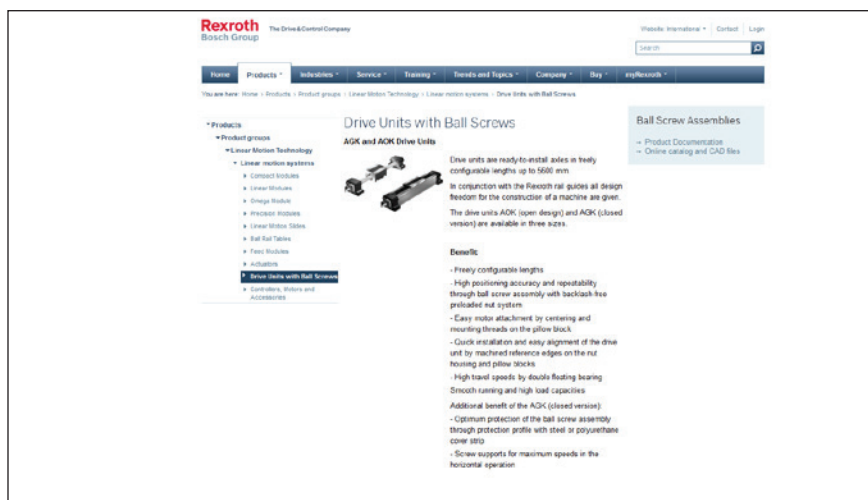 Rexroth
Bosch Group
The Drive & Control Company
Website: International Contact Login
Search
Home Products Industries Service Training Trends and Topics Company Buy myRexroth
You are here: Home > Products > Product groups > Linear Motion Technology > Linear motion systems > Drive Units with Ball Screws
Products
Product groups
Linear Motion Technology
Linear motion systems
Compact Modules
Linear Modules
Omega Module
Precision Modules
Linear Motion Slides
Ball Rail Tables
Feed Modules
Actuators
Drive Units with Ball Screws
Controllers, Motors and
Accessories
Drive Units with Ball Screws
AGK and AOK Drive Units
Drive units are ready-to-install axles in freely
configurable lengths up to 5600 mm
In conjunction with the Rexroth rail guides all design
freedom for the construction of a machine are given.
The drive units AOK (open design) and AGK (closed
version) are available in three sizes.
Benefits
- Freely configurable lengths
- High positioning accuracy and repeatability
through ball screw assembly with backlash-free
preloaded nut system
- Easy motor attachment by centering and
mounting threads on the pillow block
- Quick installation and easy alignment of the drive
unit by machined reference edges on the nut
housing and pillow blocks
- High travel speeds by double floating bearing
Smooth running and high load capacities
Additional benefit of the AGK (closed version):
- Optimum protection of the ball screw assembly
through protection profile with steel or polyurethane
cover strip
- Screw supports for maximum speeds in the
horizontal operation
Ball Screw Assemblies
→ Product Documentation
→ Online catalog and CAD files